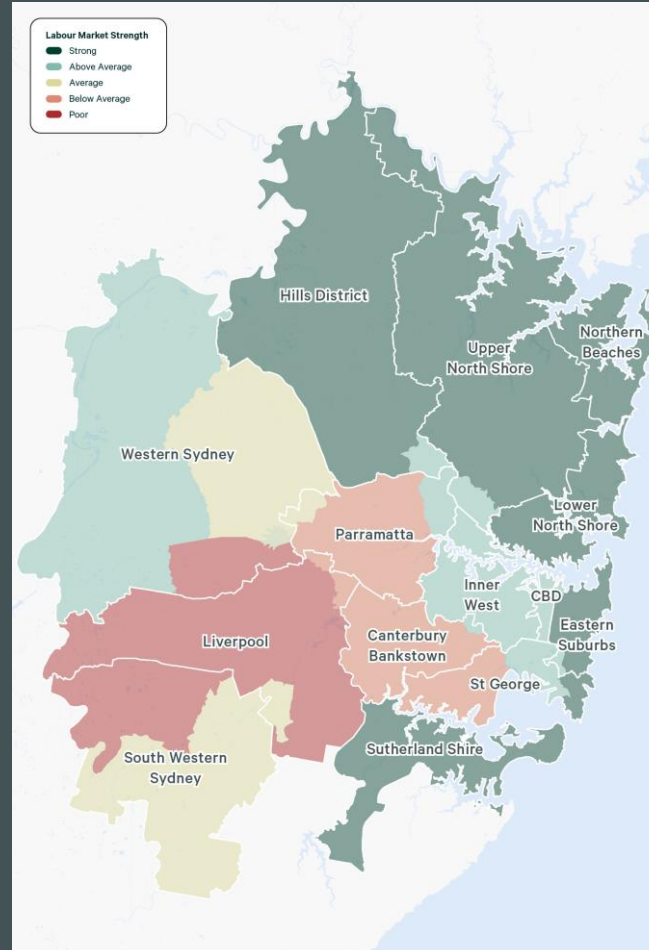 Labour Market Strength
Strong
Above Average
Average
Below Average
Poor
Hills District
Northern
Beaches
Upper
North Shore
Western Sydney
Lower
North Shore
Parramatta
Inner
West
CBD
Eastern
Suburbs
Liverpool
Canterbury
Bankstown
St George
Sutherland Shire
South Western
Sydney